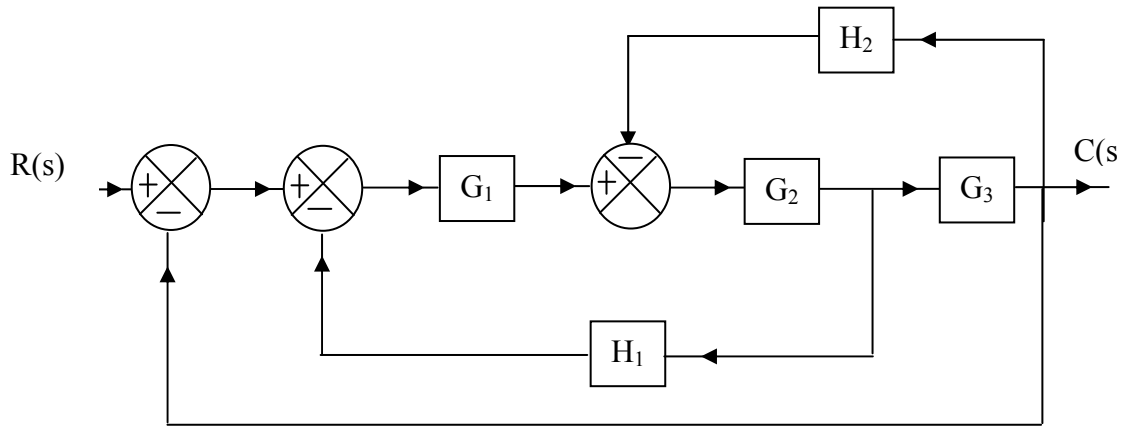 H₂
R(s)
C(s
+
−
+
−
G₁
+
−
G₂
G₃
H₁